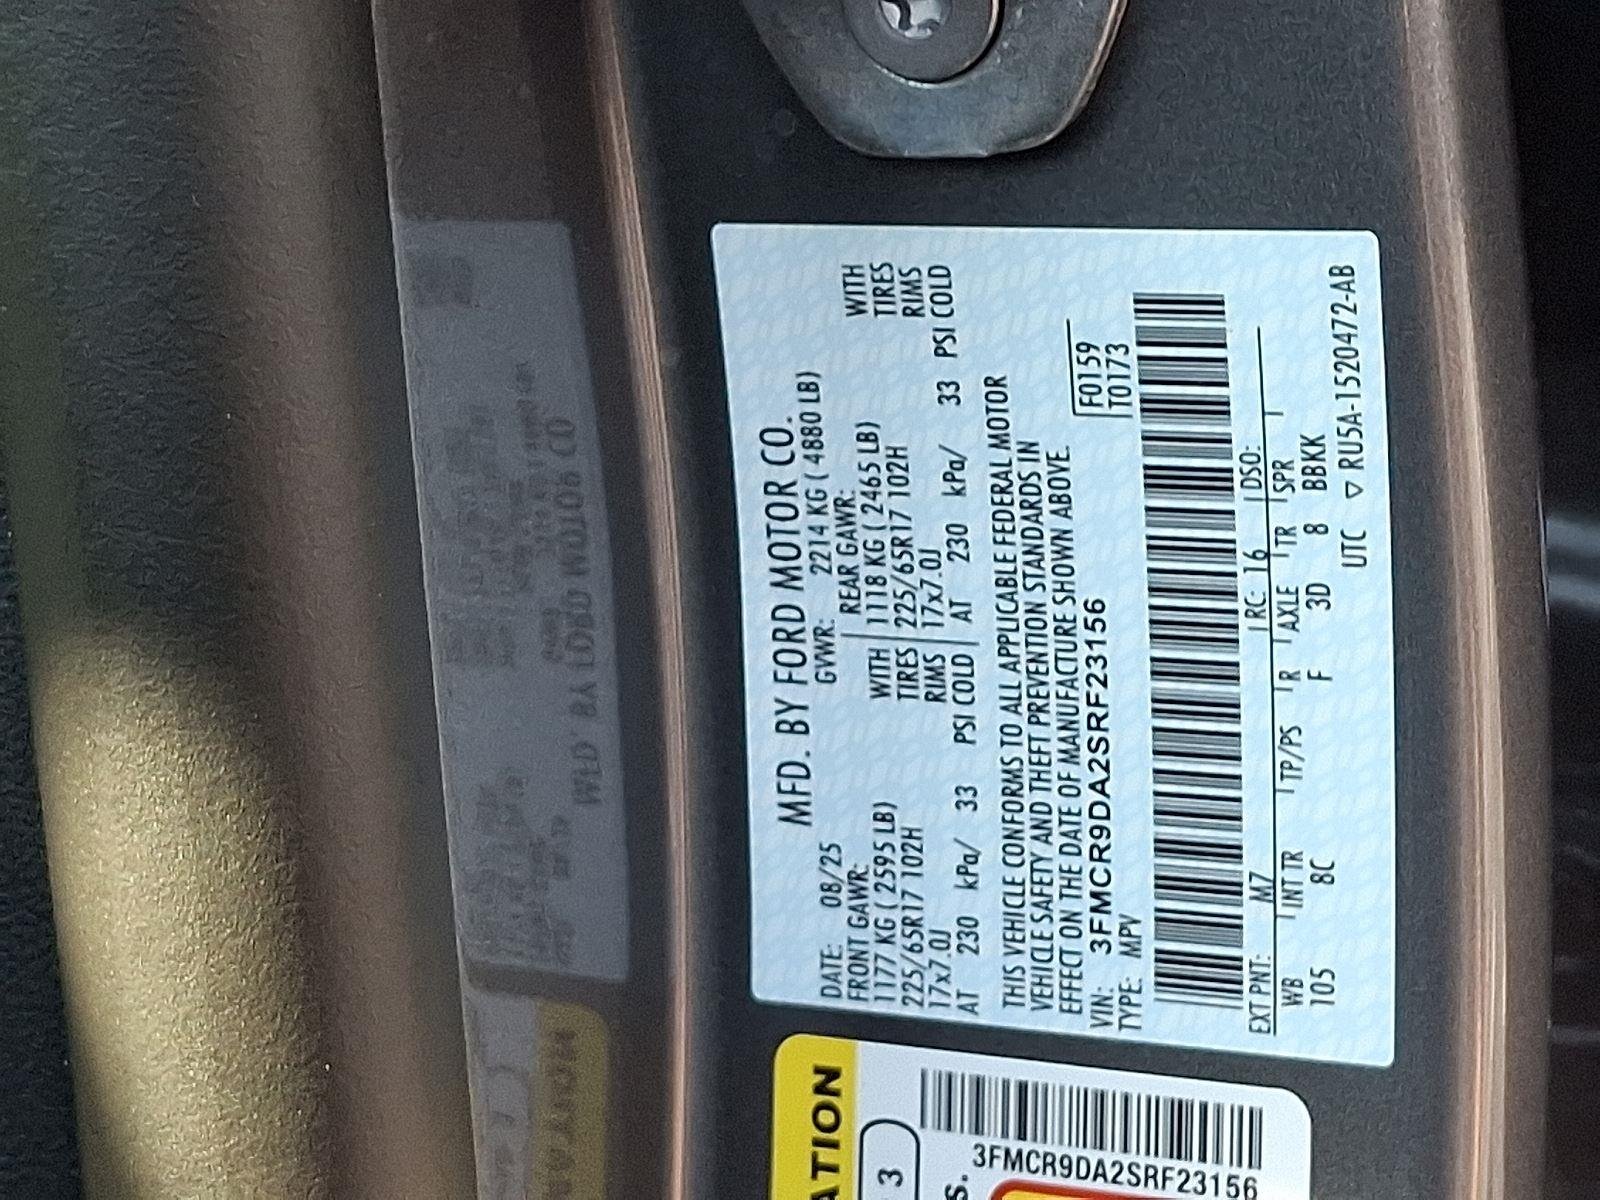 MFD. BY FORD MOTOR CO.
DATE: 08/25 GVWR: 2214 KG ( 4880 LB)
FRONT GAWR: REAR GAWR:
1177 KG ( 2595 LB) WITH 1118 KG ( 2465 LB) WITH
225/65R17 102H TIRES 225/65R17 102H TIRES
17x7.0J RIMS 17x7.0J RIMS
AT 230 kPa/ 33 PSI COLD AT 230 kPa/ 33 PSI COLD
THIS VEHICLE CONFORMS TO ALL APPLICABLE FEDERAL MOTOR
VEHICLE SAFETY AND THEFT PREVENTION STANDARDS IN
EFFECT ON THE DATE OF MANUFACTURE SHOWN ABOVE.
VIN: 3FMCR9DA2SRF23156 F0159
TYPE: MPV T0173
EXT PNT: M7 RC: 16 DSO:
WB INT TR TP/PS R AXLE TR SPR
105 8C F 3D 8 BBKK
UTC ▽ RU5A-1520472-AB
ATION
3
S.
3FMCR9DA2SRF23156